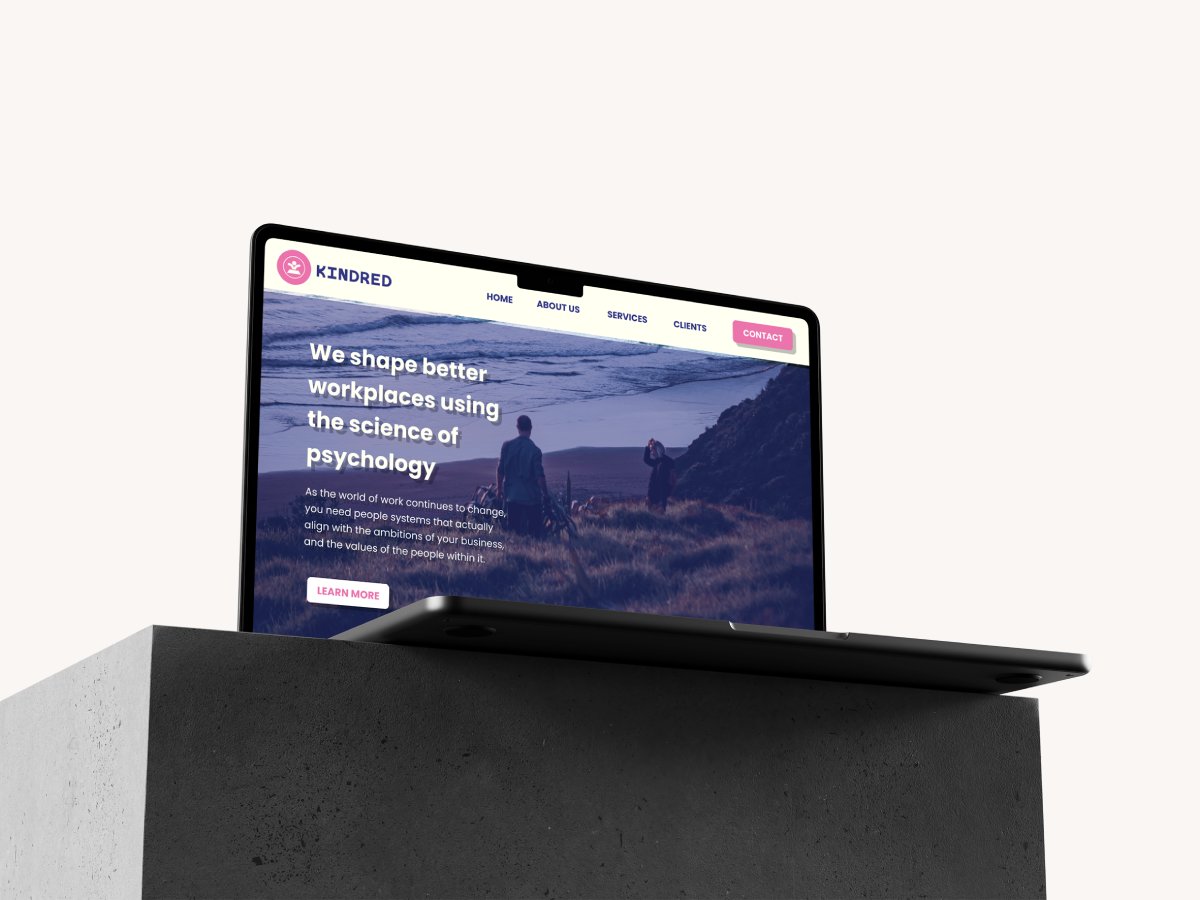 KINDRED
HOME ABOUT US SERVICES CLIENTS CONTACT
We shape better
workplaces using
the science of
psychology
As the world of work continues to change,
you need people systems that actually
align with the ambitions of your business,
and the values of the people within it.
LEARN MORE